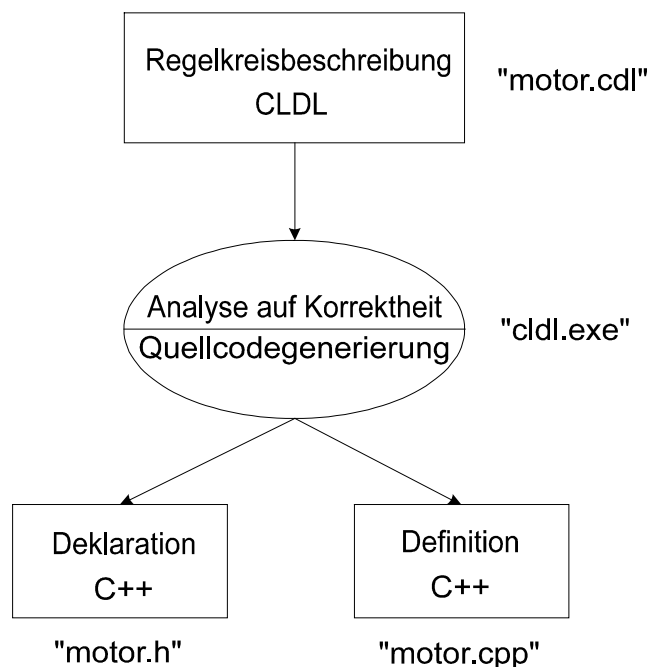 Regelkreisbeschreibung
CLDL
"motor.cdl"
Analyse auf Korrektheit
Quellcodegenerierung
"cldl.exe"
Deklaration
C++
"motor.h"
Definition
C++
"motor.cpp"